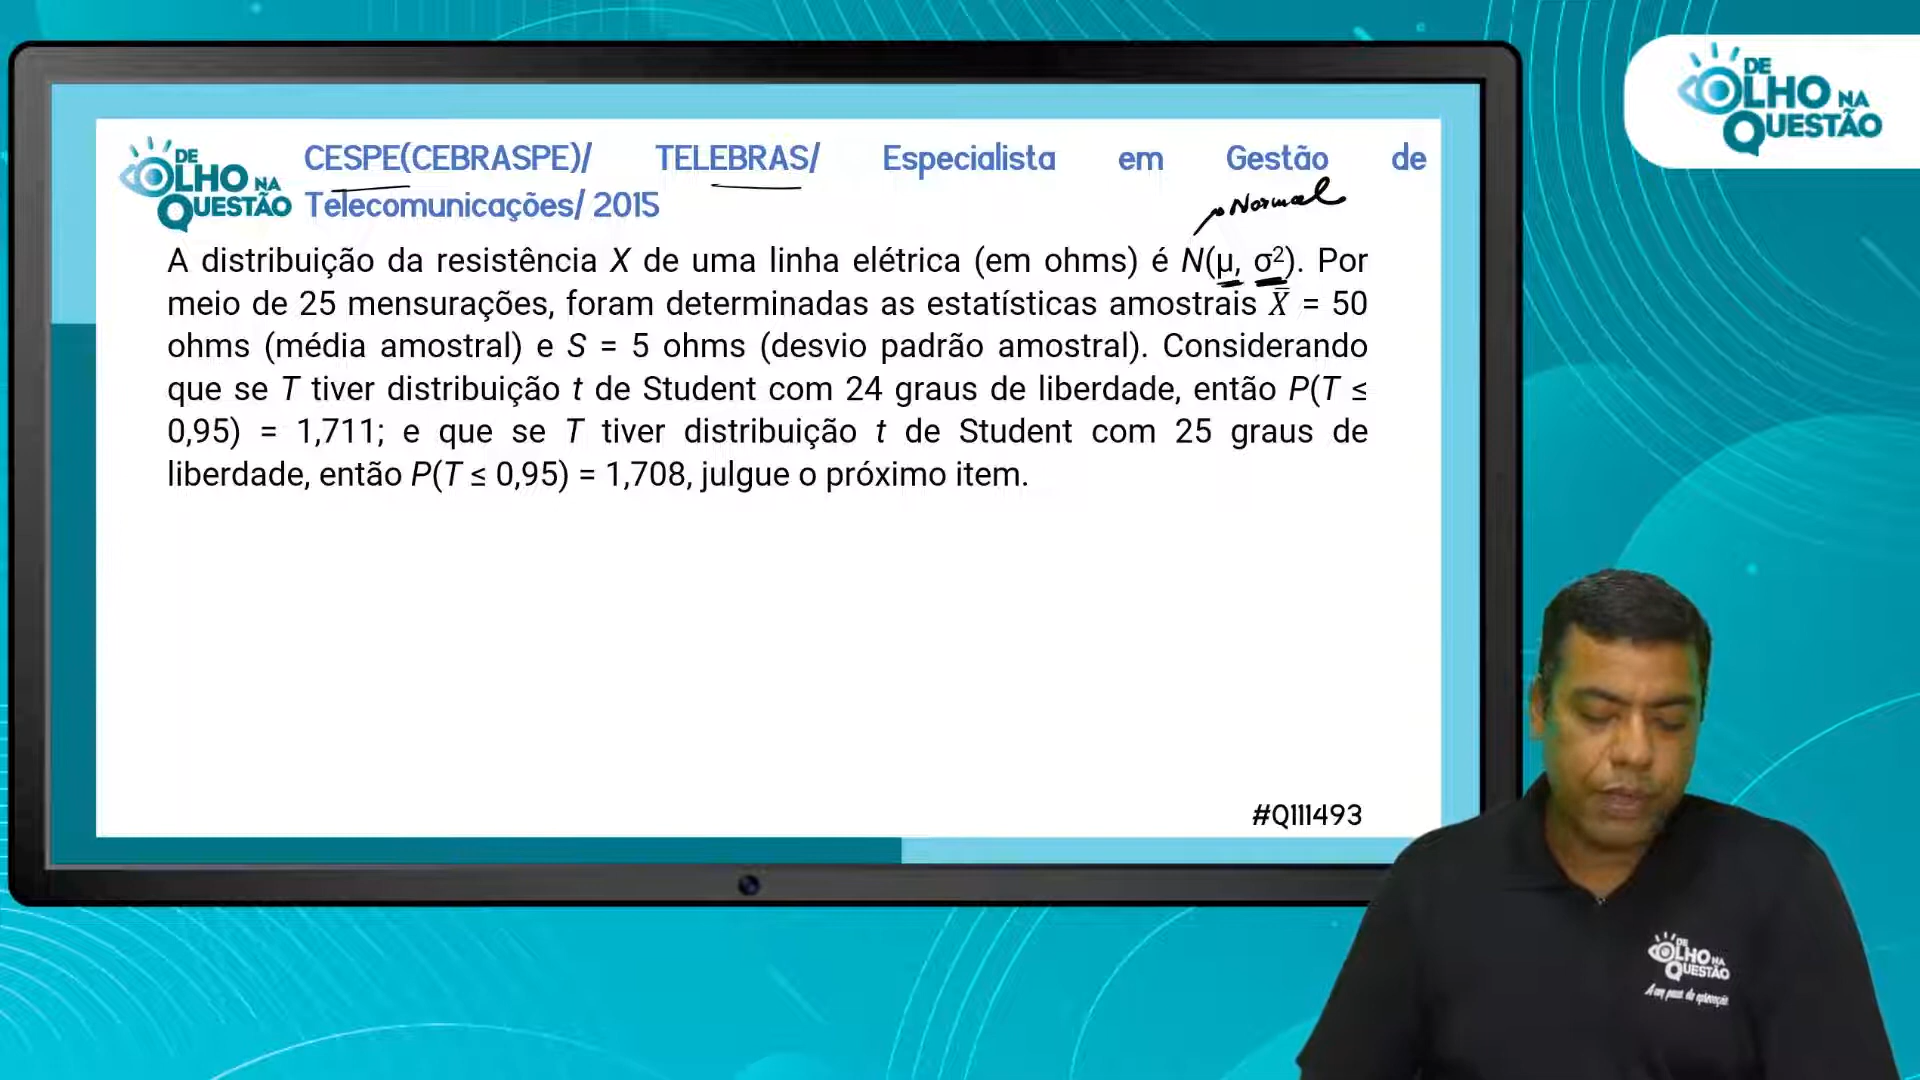 DE
OLHO NA
QUESTÃO
DE
OLHO NA
QUESTÃO
CESPE(CEBRASPE)/ TELEBRAS/ Especialista em Gestão de
Telecomunicações/ 2015
Normal
A distribuição da resistência X de uma linha elétrica (em ohms) é N(μ, σ²). Por
meio de 25 mensurações, foram determinadas as estatísticas amostrais X̅ = 50
ohms (média amostral) e S = 5 ohms (desvio padrão amostral). Considerando
que se T tiver distribuição t de Student com 24 graus de liberdade, então P(T ≤
0,95) = 1,711; e que se T tiver distribuição t de Student com 25 graus de
liberdade, então P(T ≤ 0,95) = 1,708, julgue o próximo item.
#Q111493
DE
OLHO NA
QUESTÃO